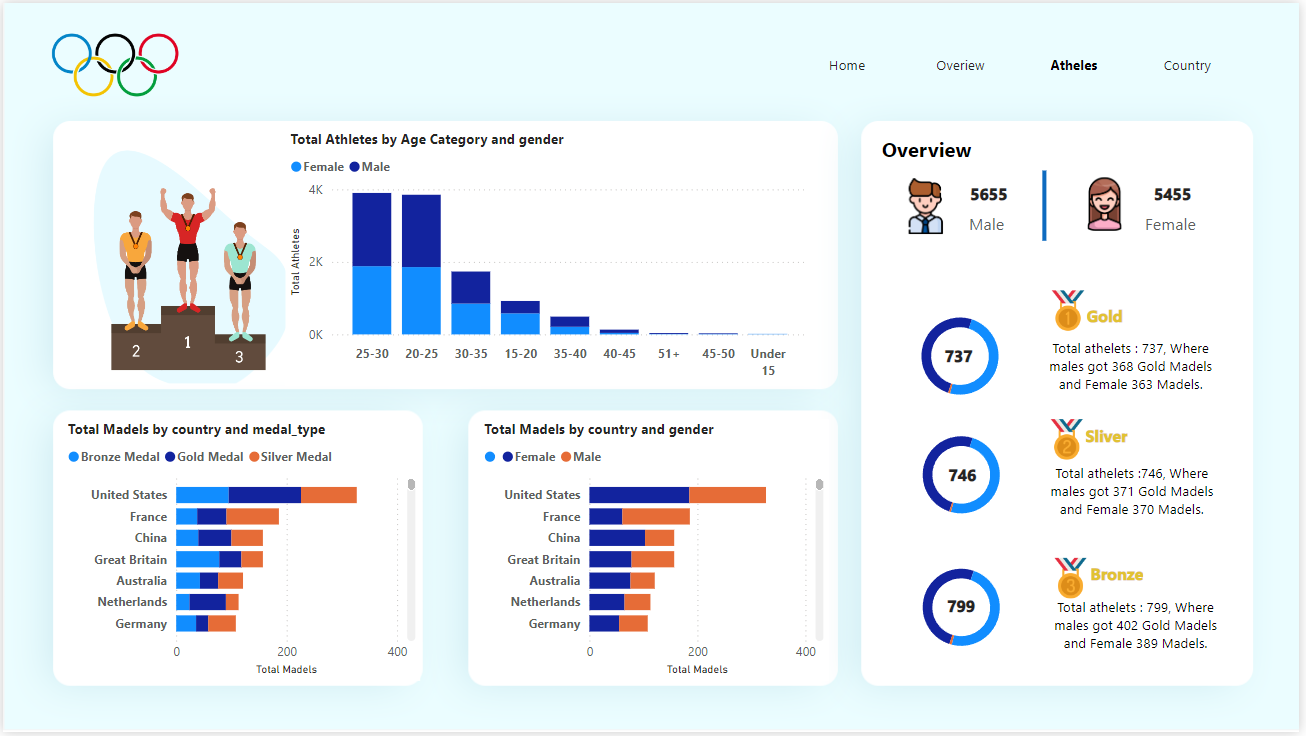 Home
Overiew
Atheles
Country
Total Athletes by Age Category and gender
Female Male
Total Athletes
4K
2K
0K
25-30 20-25 30-35 15-20 35-40 40-45 51+ 45-50 Under 15
2 1 3
Overview
5655
Male
5455
Female
737
Gold
1
Total athelets : 737, Where
males got 368 Gold Madels
and Female 363 Madels.
746
Sliver
2
Total athelets :746, Where
males got 371 Gold Madels
and Female 370 Madels.
799
Bronze
3
Total athelets : 799, Where
males got 402 Gold Madels
and Female 389 Madels.
Total Madels by country and medal_type
Bronze Medal Gold Medal Silver Medal
United States
France
China
Great Britain
Australia
Netherlands
Germany
0 200 400
Total Madels
Total Madels by country and gender
Female Male
United States
France
China
Great Britain
Australia
Netherlands
Germany
0 200 400
Total Madels